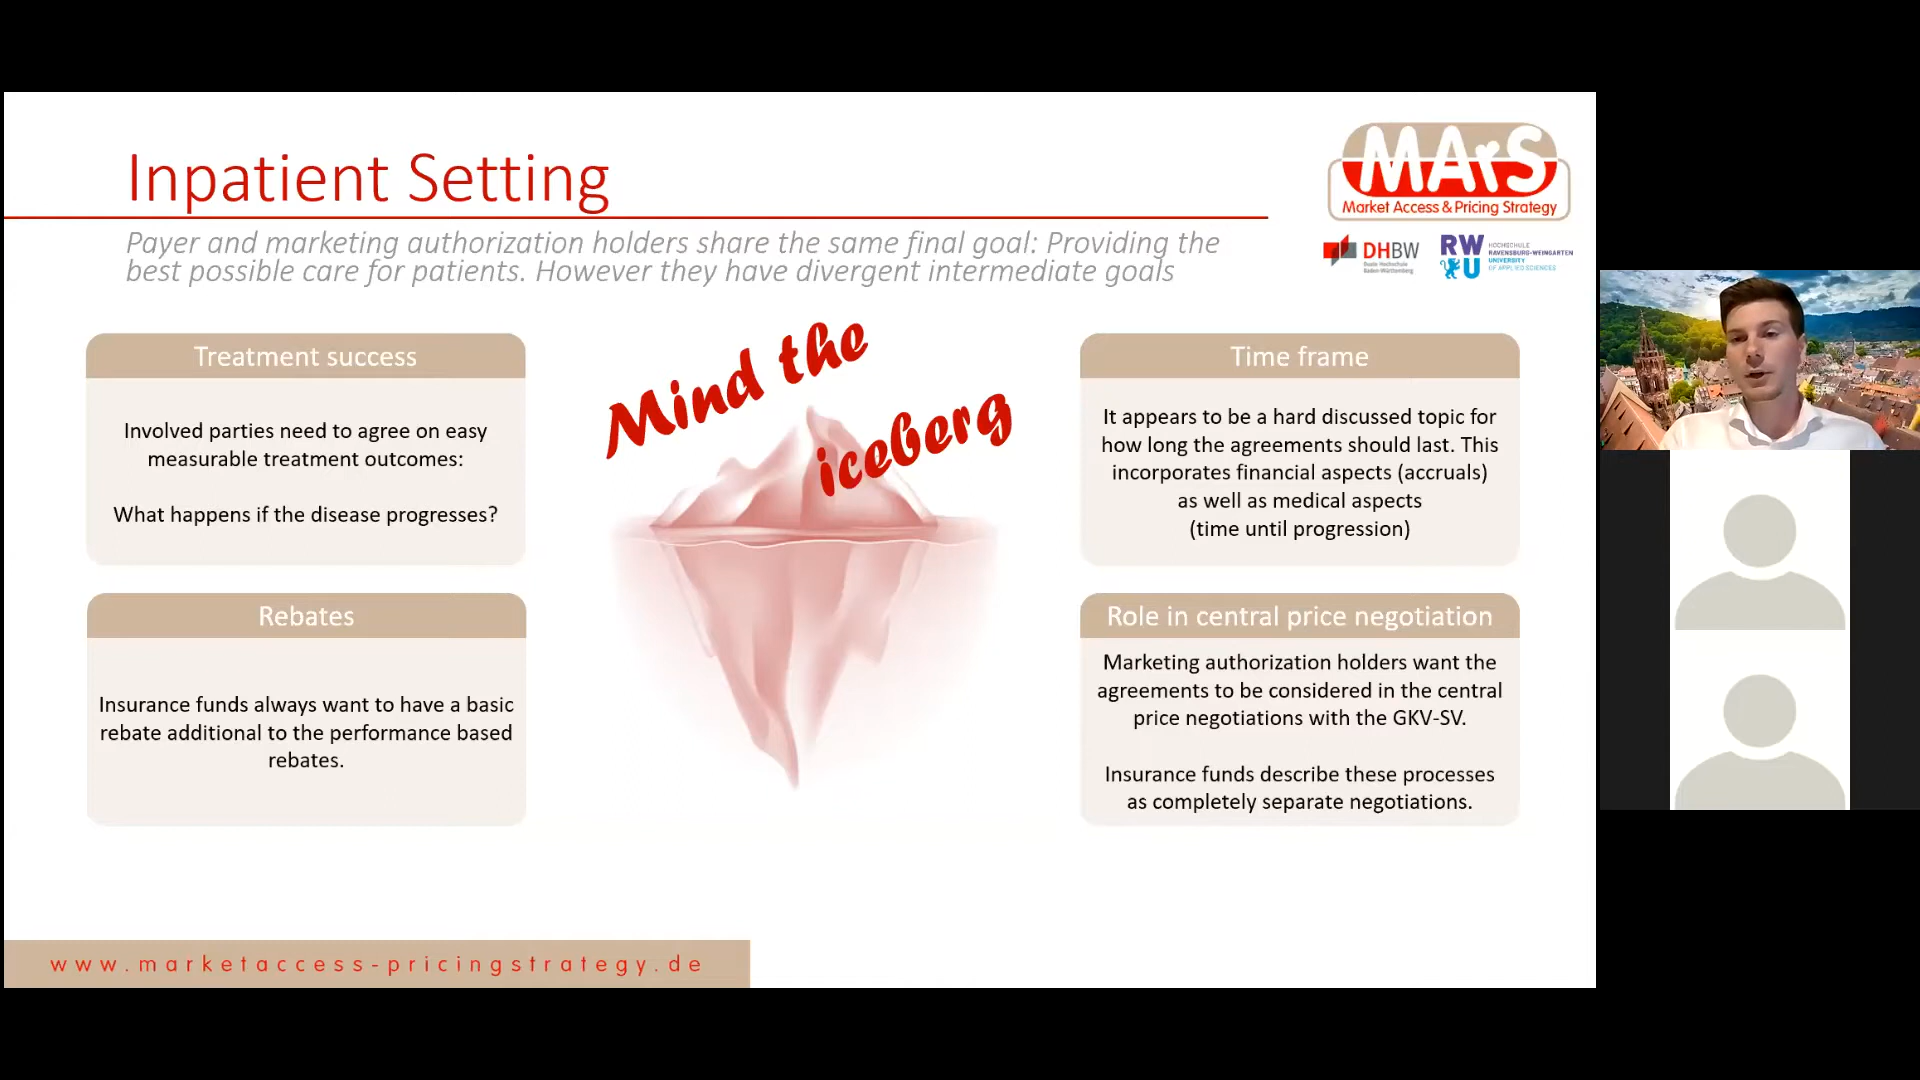 Inpatient Setting
Payer and marketing authorization holders share the same final goal: Providing the
best possible care for patients. However they have divergent intermediate goals
MArS
Market Access & Pricing Strategy
DHBW
Duale Hochschule
Baden-Württemberg
RW
U
HOCHSCHULE
RAVENSBURG-WEINGARTEN
UNIVERSITY
OF APPLIED SCIENCES
Treatment success
Involved parties need to agree on easy
measurable treatment outcomes:
What happens if the disease progresses?
Rebates
Insurance funds always want to have a basic
rebate additional to the performance based
rebates.
Mind the
iceberg
Time frame
It appears to be a hard discussed topic for
how long the agreements should last. This
incorporates financial aspects (accruals)
as well as medical aspects
(time until progression)
Role in central price negotiation
Marketing authorization holders want the
agreements to be considered in the central
price negotiations with the GKV-SV.
Insurance funds describe these processes
as completely separate negotiations.
www.marketaccess-pricingstrategy.de